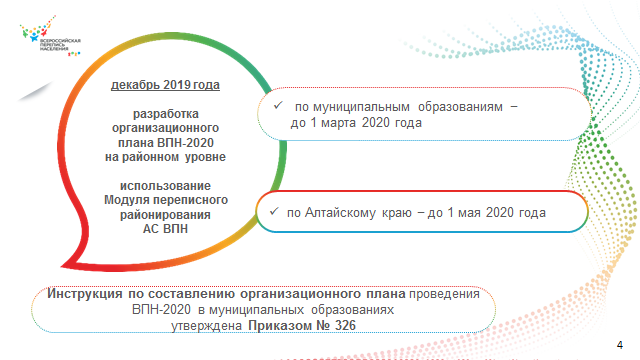 ВСЕРОССИЙСКАЯ
ПЕРЕПИСЬ
НАСЕЛЕНИЯ
декабрь 2019 года
разработка
организационного
плана ВПН-2020
на районном уровне
использование
Модуля переписного
районирования
АС ВПН
✓ по муниципальным образованиям –
до 1 марта 2020 года
✓ по Алтайскому краю – до 1 мая 2020 года
Инструкция по составлению организационного плана проведения
ВПН-2020 в муниципальных образованиях
утверждена Приказом № 326
4